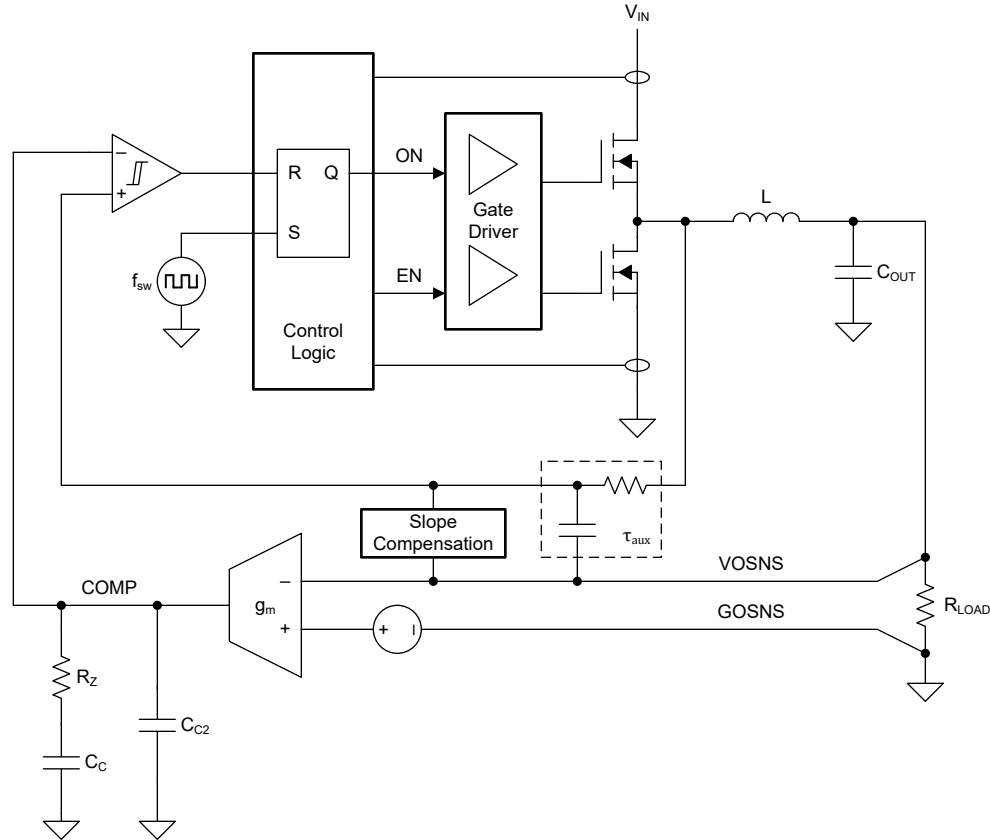 V_IN
−
+
R Q
S
ON
EN
Gate
Driver
f_sw
Control
Logic
L
C_OUT
Slope
Compensation
τ_aux
VOSNS
GOSNS
COMP
−
g_m
+
+ −
R_LOAD
R_Z
C_C2
C_C